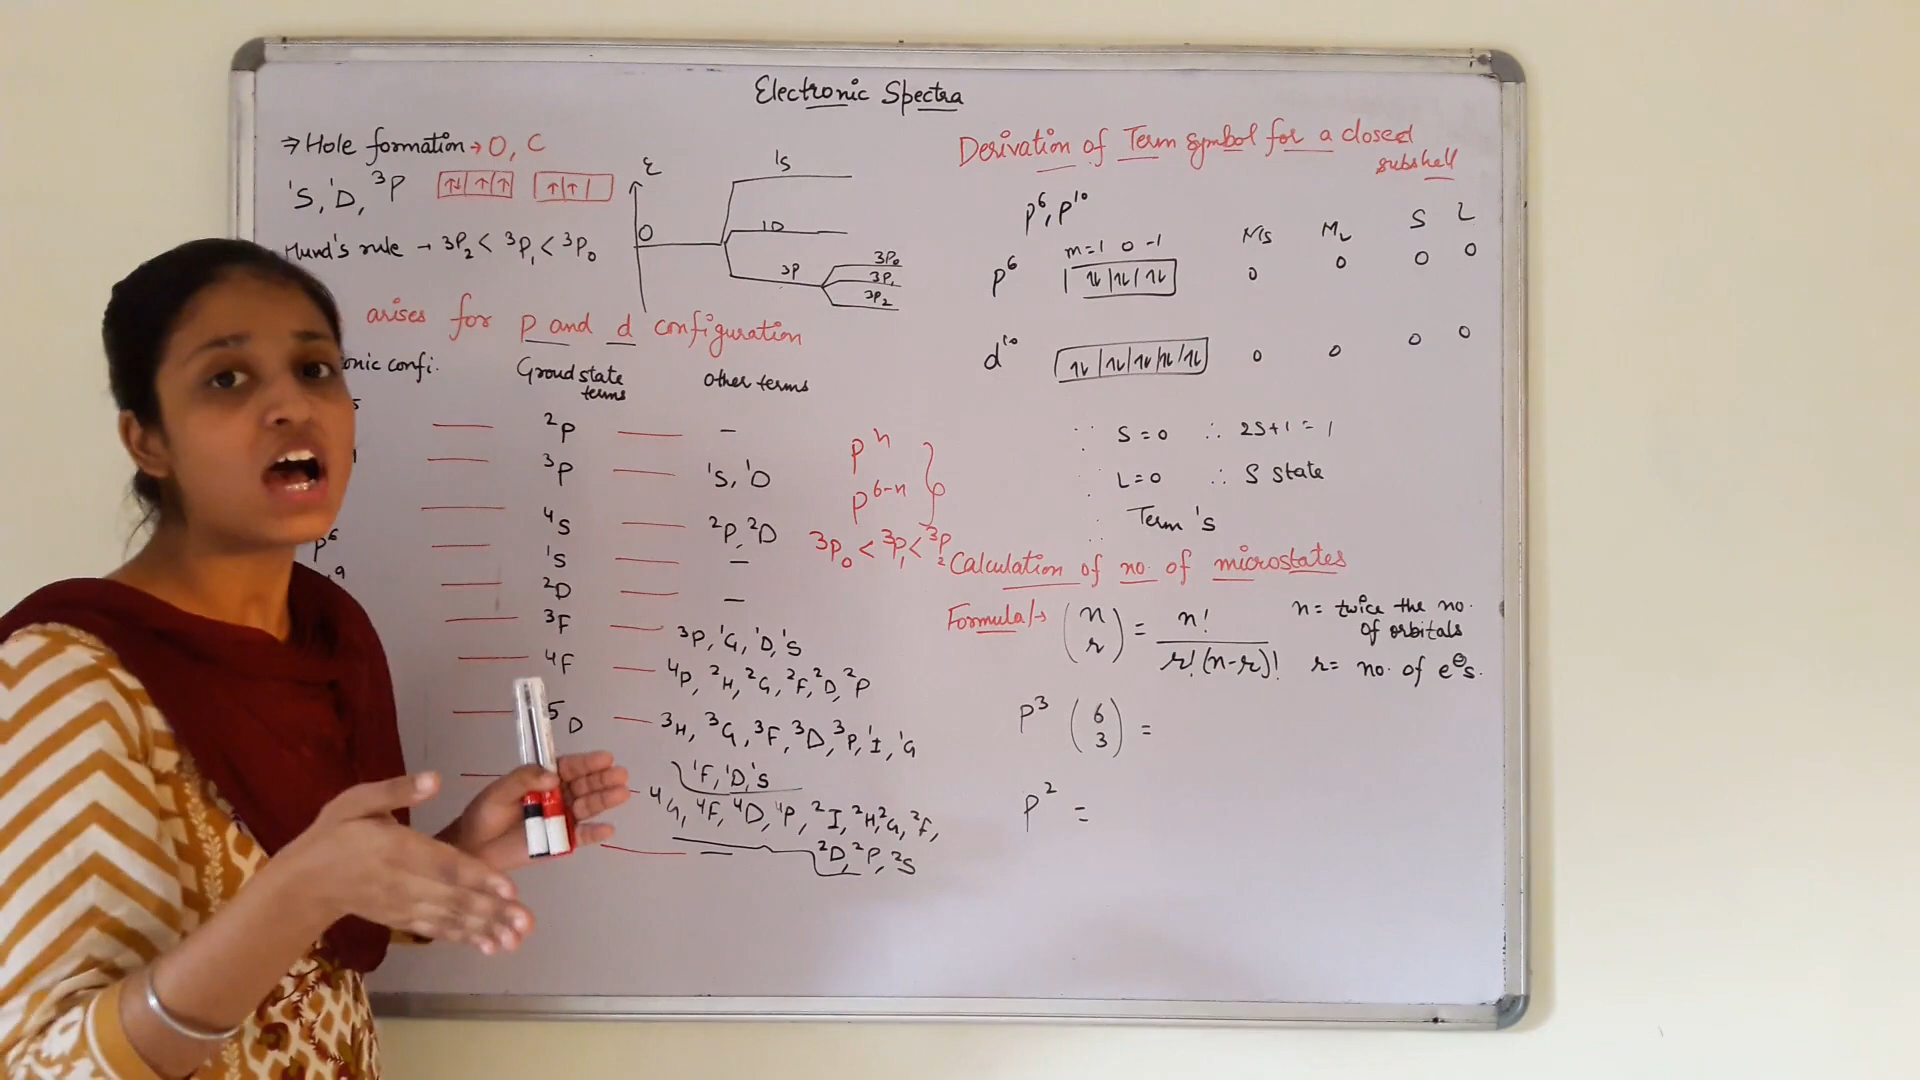 Electronic Spectra
⇒ Hole formation → O, C
¹S, ¹D, ³P
Hund's rule → ³P₂ < ³P₁ < ³P₀
ε
O
¹S
¹D
³P
³P₀
³P₁
³P₂
arises for p and d configuration
onic confi.
Groud state terms
Other terms
5
²P —
³P ¹S, ¹D
⁴S ²P, ²D
p⁶ ¹S —
9 ²D —
³F ³P, ¹G, ¹D, ¹S
⁴F ⁴P, ²H, ²G, ²F, ²D, ²P
⁵D ³H, ³G, ³F, ³D, ³P, ¹I, ¹G
¹F, ¹D, ¹S
⁴G, ⁴F, ⁴D, ⁴P, ²I, ²H, ²G, ²F,
²D, ²P, ²S
—
pⁿ
p⁶⁻ⁿ
³P₀ < ³P₁ < ³P₂
Derivation of Term symbol for a closed
subshell
p⁶, p¹⁰
m=1 0 -1 Ms M_L S L
p⁶ ↿⇂|↿⇂|↿⇂ 0 0 0 0
d¹⁰ ↿⇂|↿⇂|↿⇂|↿⇂|↿⇂ 0 0 0 0
∵ S=0 ∴ 2S+1 = 1
∵ L=0 ∴ S state
∴ Term ¹S
Calculation of no. of microstates
Formula:→ (n r) = n! / r!(n-r)!
n = twice the no.
of orbitals
r = no. of e⊖s.
P³ (6 3) =
P² =